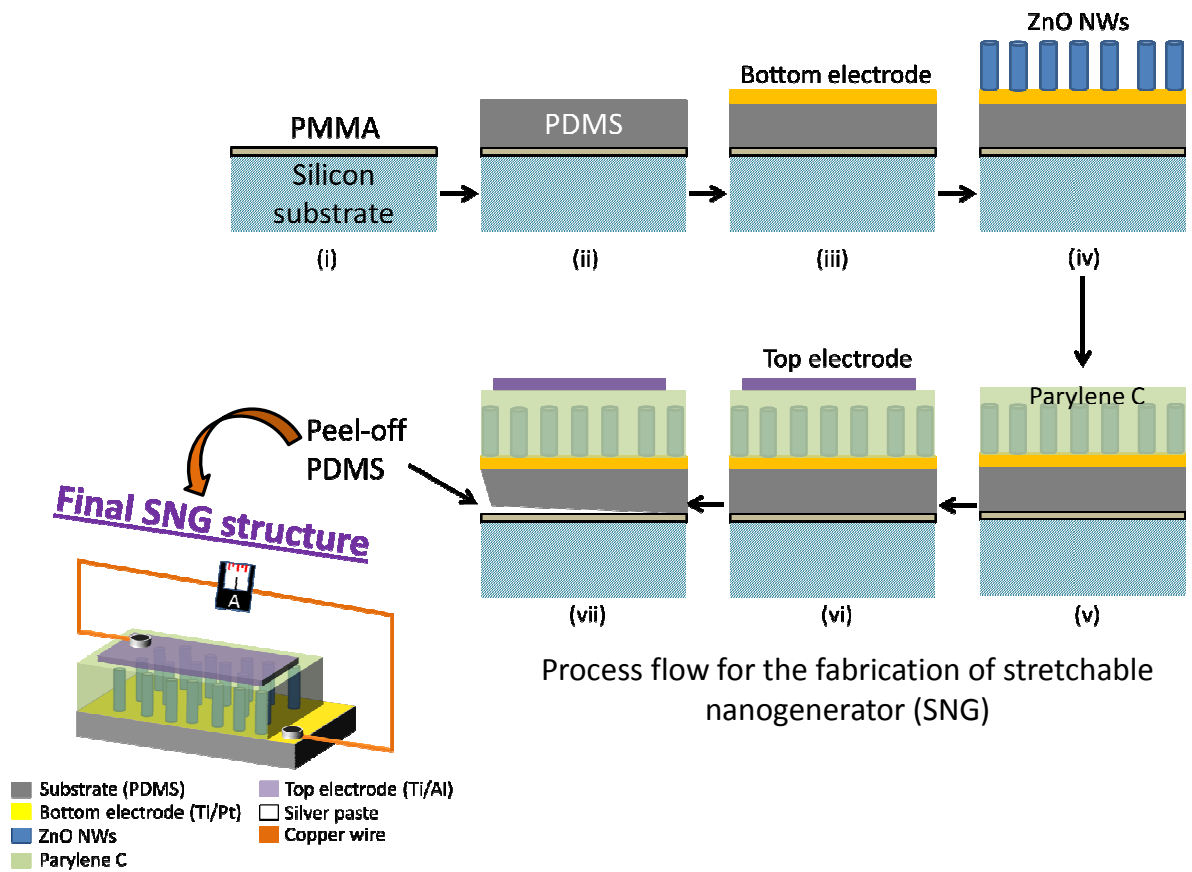 PMMA
Silicon
substrate
(i)
PDMS
(ii)
Bottom electrode
(iii)
ZnO NWs
(iv)
Parylene C
(v)
Top electrode
(vi)
(vii)
Peel-off
PDMS
Final SNG structure
A
Process flow for the fabrication of stretchable
nanogenerator (SNG)
Substrate (PDMS)
Bottom electrode (TI/Pt)
ZnO NWs
Parylene C
Top electrode (Ti/Al)
Silver paste
Copper wire